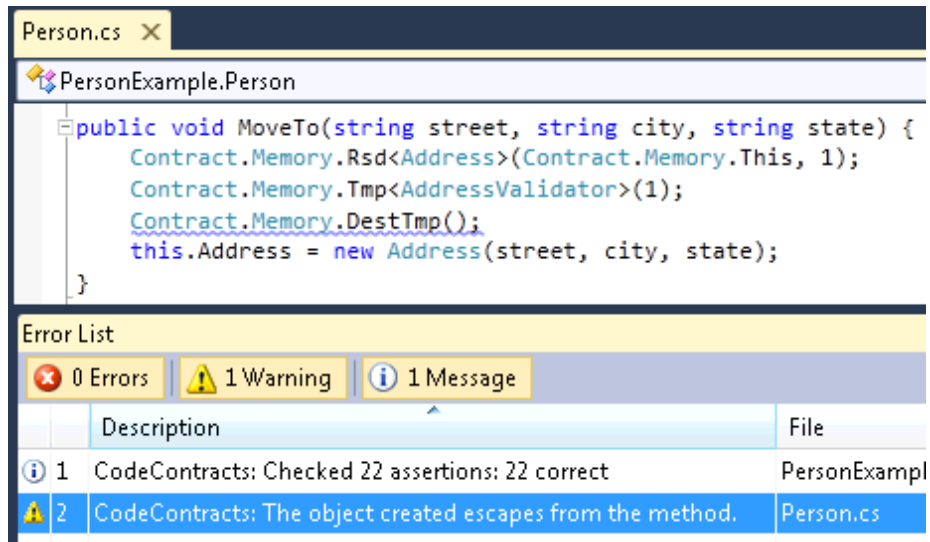 Person.cs
PersonExample.Person
public void MoveTo(string street, string city, string state) {
Contract.Memory.Rsd<Address>(Contract.Memory.This, 1);
Contract.Memory.Tmp<AddressValidator>(1);
Contract.Memory.DestTmp();
this.Address = new Address(street, city, state);
}
Error List
0 Errors 1 Warning 1 Message
Description File
1 CodeContracts: Checked 22 assertions: 22 correct PersonExampl
2 CodeContracts: The object created escapes from the method. Person.cs